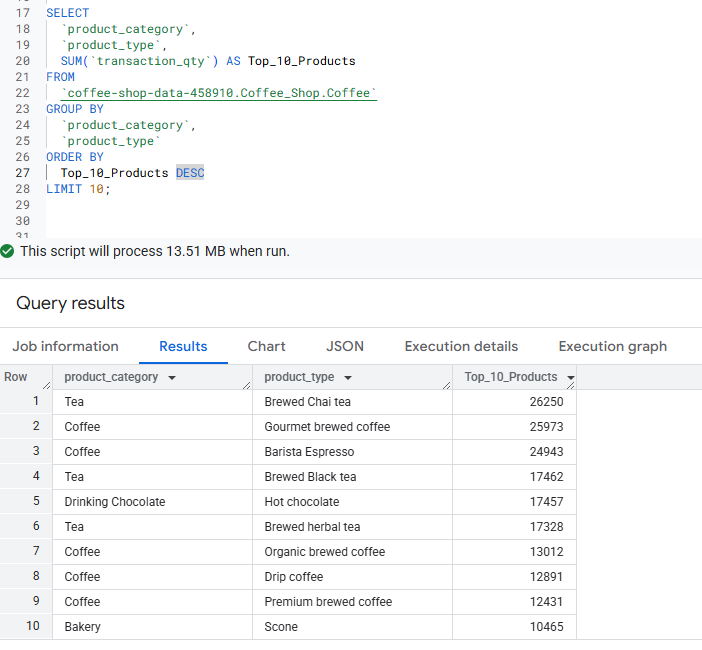 17 SELECT
18 `product_category`,
19 `product_type`,
20 SUM(`transaction_qty`) AS Top_10_Products
21 FROM
22 `coffee-shop-data-458910.Coffee_Shop.Coffee`
23 GROUP BY
24 `product_category`,
25 `product_type`
26 ORDER BY
27 Top_10_Products DESC
28 LIMIT 10;
29
30
31
This script will process 13.51 MB when run.
Query results
Job information Results Chart JSON Execution details Execution graph
Row product_category product_type Top_10_Products
1 Tea Brewed Chai tea 26250
2 Coffee Gourmet brewed coffee 25973
3 Coffee Barista Espresso 24943
4 Tea Brewed Black tea 17462
5 Drinking Chocolate Hot chocolate 17457
6 Tea Brewed herbal tea 17328
7 Coffee Organic brewed coffee 13012
8 Coffee Drip coffee 12891
9 Coffee Premium brewed coffee 12431
10 Bakery Scone 10465